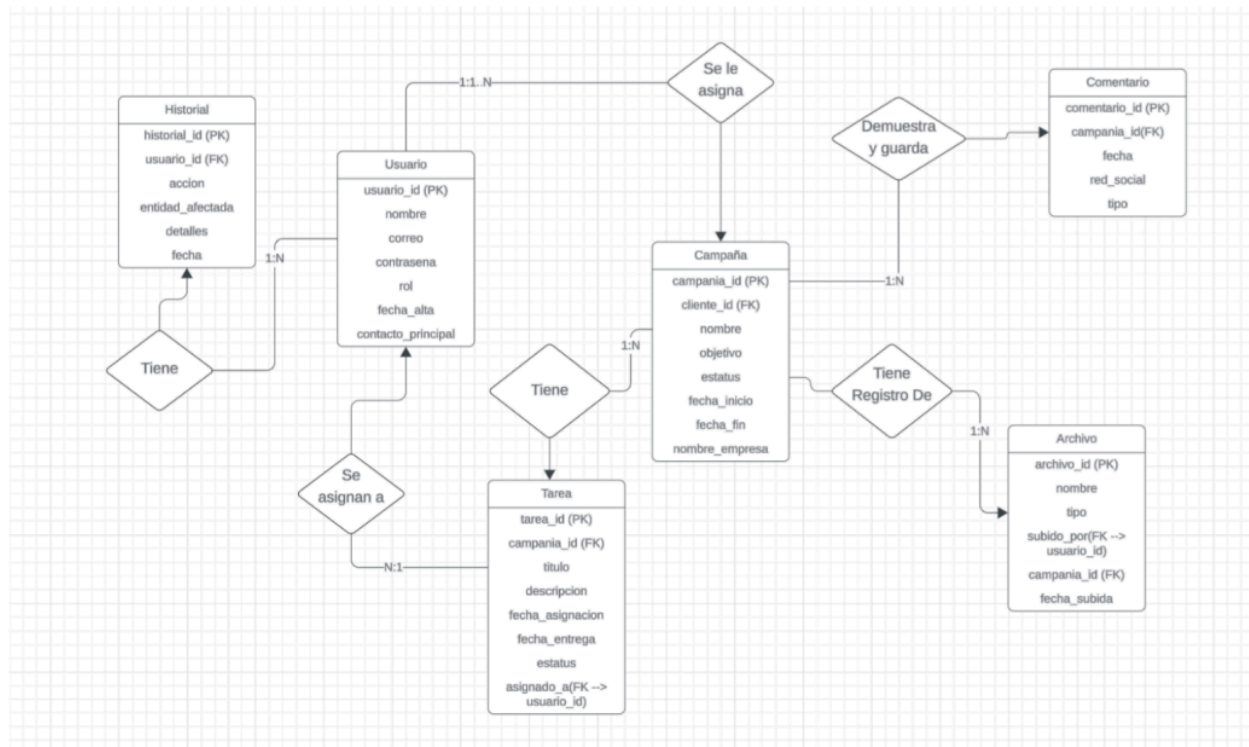 Historial
historial_id (PK)
usuario_id (FK)
accion
entidad_afectada
detalles
fecha
Tiene
1:N
Usuario
usuario_id (PK)
nombre
correo
contrasena
rol
fecha_alta
contacto_principal
1:1..N
Se le
asigna
Campaña
campania_id (PK)
cliente_id (FK)
nombre
objetivo
estatus
fecha_inicio
fecha_fin
nombre_empresa
Demuestra
y guarda
1:N
Comentario
comentario_id (PK)
campania_id(FK)
fecha
red_social
tipo
Tiene
1:N
Se
asignan a
N:1
Tarea
tarea_id (PK)
campania_id (FK)
titulo
descripcion
fecha_asignacion
fecha_entrega
estatus
asignado_a(FK -->
usuario_id)
Tiene
Registro De
1:N
Archivo
archivo_id (PK)
nombre
tipo
subido_por(FK -->
usuario_id)
campania_id (FK)
fecha_subida